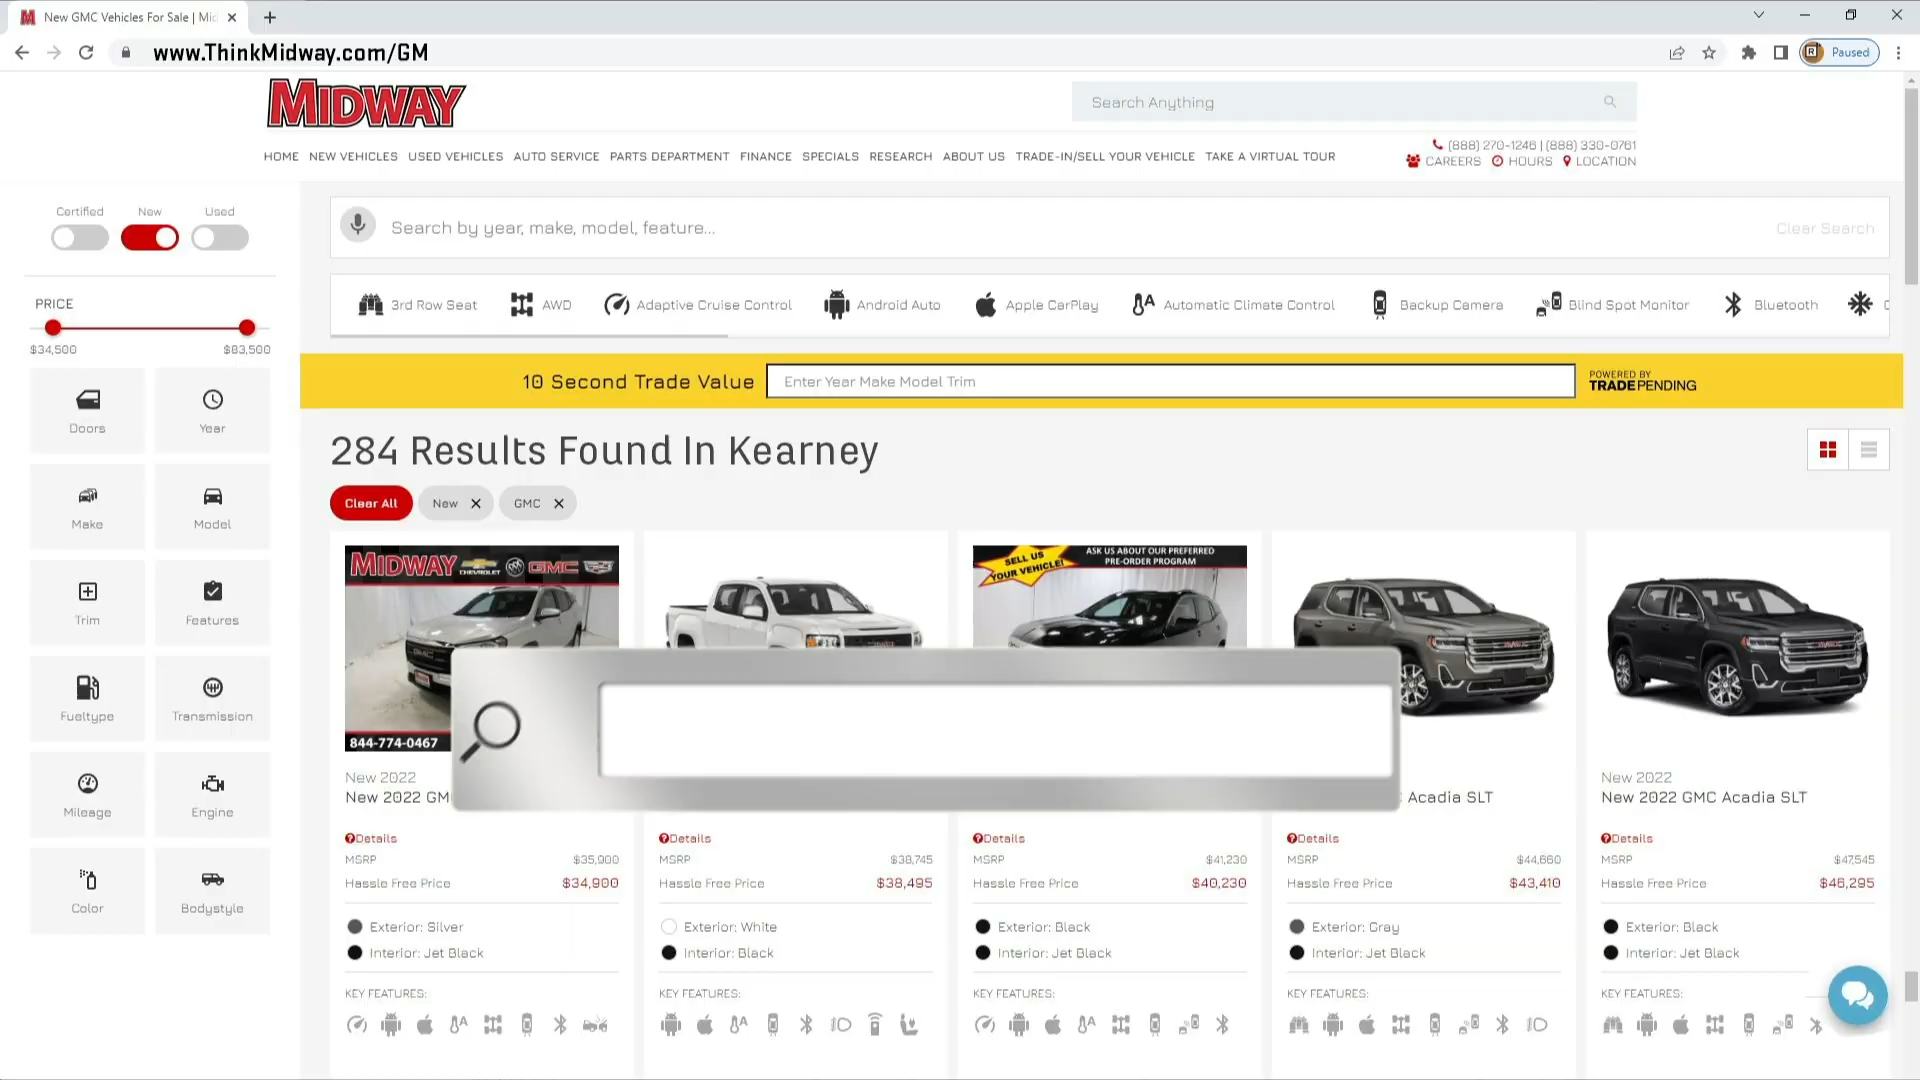 New GMC Vehicles For Sale | Mid
www.ThinkMidway.com/GM
Paused
MIDWAY
Search Anything
HOME NEW VEHICLES USED VEHICLES AUTO SERVICE PARTS DEPARTMENT FINANCE SPECIALS RESEARCH ABOUT US TRADE-IN/SELL YOUR VEHICLE TAKE A VIRTUAL TOUR
(888) 270-1246 | (888) 330-0761
CAREERS HOURS LOCATION
Certified New Used
Search by year, make, model, feature...
Clear Search
3rd Row Seat AWD Adaptive Cruise Control Android Auto Apple CarPlay Automatic Climate Control Backup Camera Blind Spot Monitor Bluetooth
PRICE
$34,500 $83,500
10 Second Trade Value
Enter Year Make Model Trim
POWERED BY
TRADEPENDING
Doors Year
Make Model
Trim Features
Fueltype Transmission
Mileage Engine
Color Bodystyle
284 Results Found In Kearney
Clear All New GMC
MIDWAY CHEVROLET GMC
844-774-0467
New 2022
New 2022 GM
Details
MSRP $35,900
Hassle Free Price $34,900
Exterior: Silver
Interior: Jet Black
KEY FEATURES:
Details
MSRP $38,745
Hassle Free Price $38,495
Exterior: White
Interior: Black
KEY FEATURES:
SELL US
YOUR VEHICLE!
ASK US ABOUT OUR PREFERRED
PRE-ORDER PROGRAM
Details
MSRP $41,230
Hassle Free Price $40,230
Exterior: Black
Interior: Jet Black
KEY FEATURES:
Acadia SLT
Details
MSRP $44,660
Hassle Free Price $43,410
Exterior: Gray
Interior: Jet Black
KEY FEATURES:
New 2022
New 2022 GMC Acadia SLT
Details
MSRP $47,545
Hassle Free Price $46,295
Exterior: Black
Interior: Jet Black
KEY FEATURES: